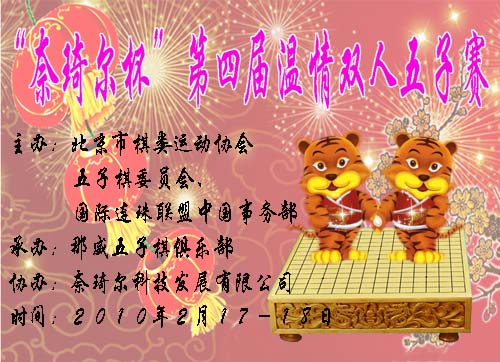 “奈琦尔杯”第四届温情双人五子赛
主办：北京市棋类运动协会
五子棋委员会、
国际连珠联盟中国事务部
承办：那威五子棋俱乐部
协办：奈琦尔科技发展有限公司
时间：2010年2月17－18日